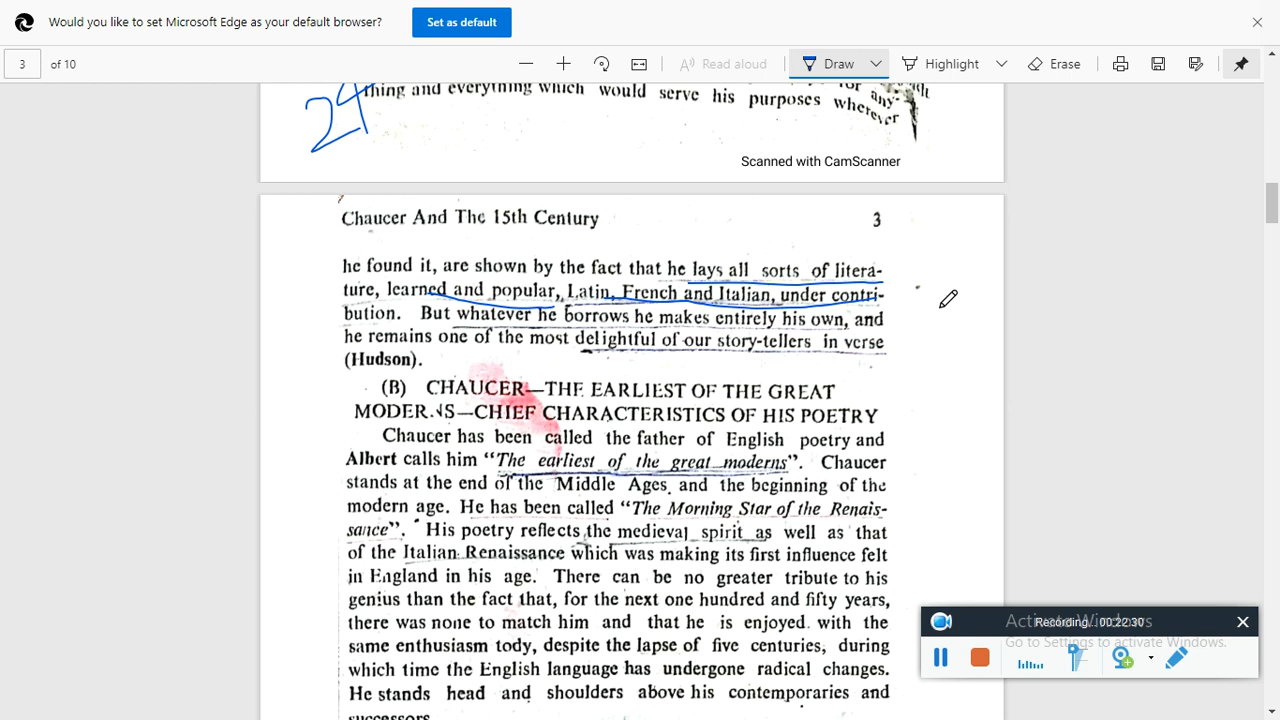 Would you like to set Microsoft Edge as your default browser?
Set as default
3
of 10
Read aloud
Draw
Highlight
Erase
24
thing and everything which would serve his purposes wherever
for any-
Scanned with CamScanner
Chaucer And The 15th Century
3
he found it, are shown by the fact that he lays all sorts of litera-
ture, learned and popular, Latin, French and Italian, under contri-
bution. But whatever he borrows he makes entirely his own, and
he remains one of the most delightful of our story-tellers in verse
(Hudson).
(B) CHAUCER—THE EARLIEST OF THE GREAT
MODERNS—CHIEF CHARACTERISTICS OF HIS POETRY
Chaucer has been called the father of English poetry and
Albert calls him "The earliest of the great moderns". Chaucer
stands at the end of the Middle Ages and the beginning of the
modern age. He has been called "The Morning Star of the Renais-
sance". His poetry reflects the medieval spirit as well as that
of the Italian Renaissance which was making its first influence felt
in England in his age. There can be no greater tribute to his
genius than the fact that, for the next one hundred and fifty years,
there was none to match him and that he is enjoyed with the
same enthusiasm tody, despite the lapse of five centuries, during
which time the English language has undergone radical changes.
He stands head and shoulders above his contemporaries and
successors
Activate Windows
Go to Settings to activate Windows.
Recording... 00:22:30